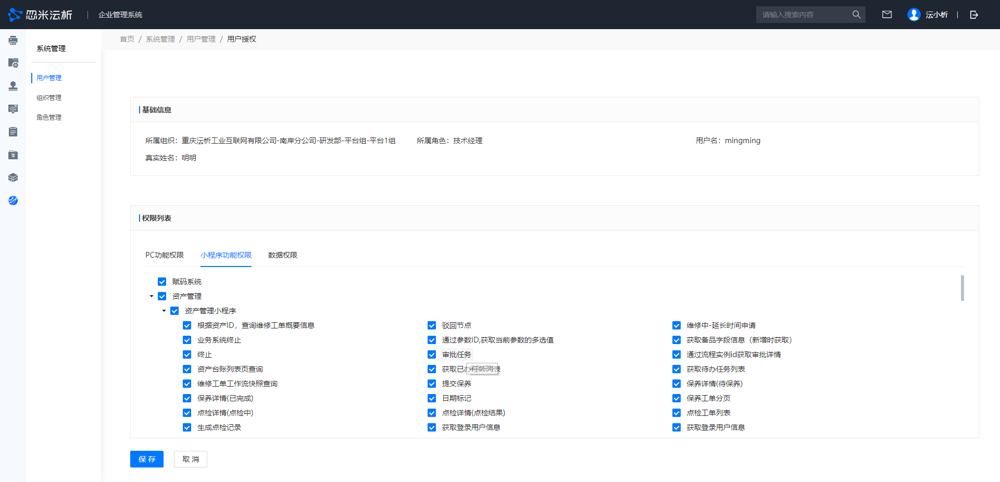 忽米沄析 企业管理系统 请输入搜索内容 沄小析
首页 / 系统管理 / 用户管理 / 用户授权
系统管理
用户管理
组织管理
角色管理
基础信息
所属组织：重庆沄析工业互联网有限公司-南岸分公司-研发部-平台组-平台1组 所属角色：技术经理 用户名：mingming
真实姓名：明明
权限列表
PC功能权限 小程序功能权限 数据权限
赋码系统
资产管理
资产管理小程序
根据资产ID，查询维修工单概要信息 驳回节点 维修中-延长时间申请
业务系统终止 通过参数ID,获取当前参数的多选值 获取备品字段信息（新增时获取）
终止 审批任务 通过流程实例id获取审批详情
资产台账列表页查询 获取已办任务列表 获取待办任务列表
维修工单工作流快照查询 提交保养 保养详情(待保养)
保养详情(已完成) 日期标记 保养工单分页
点检详情(点检中) 点检详情(点检结果) 点检工单列表
生成点检记录 获取登录用户信息 获取登录用户信息
保存 取消